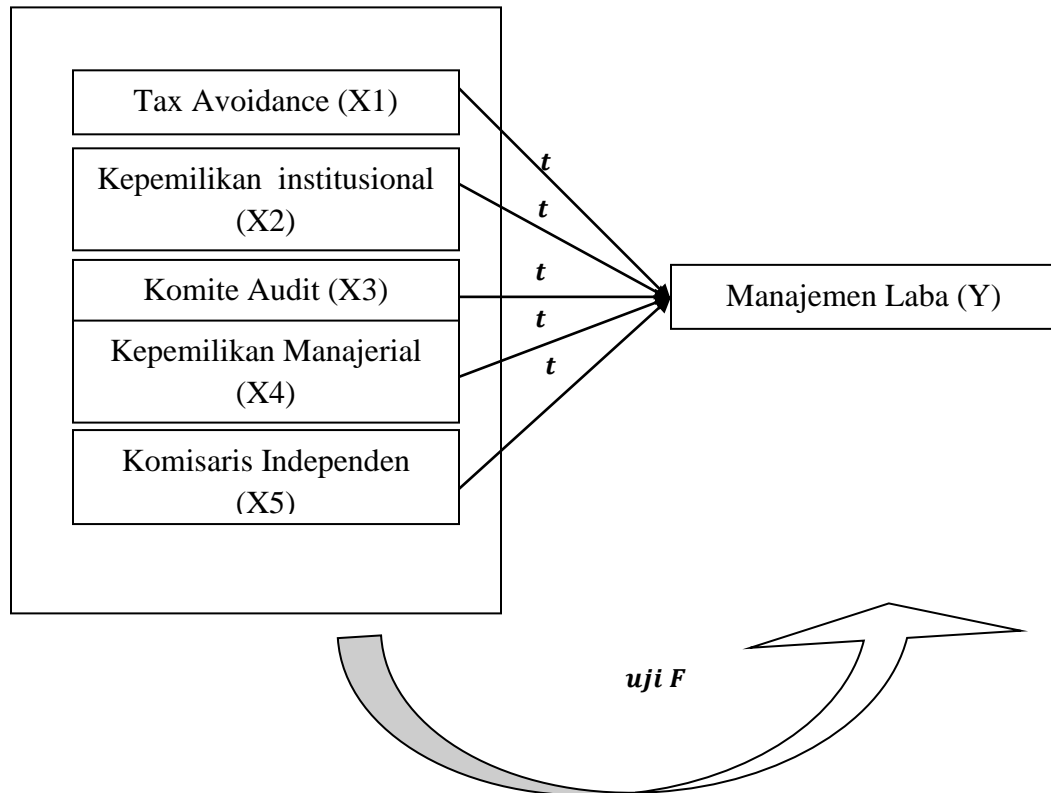 Tax Avoidance (X1)
Kepemilikan institusional
(X2)
Komite Audit (X3)
Kepemilikan Manajerial
(X4)
Komisaris Independen
(X5)
t
t
t
t
t
Manajemen Laba (Y)
uji F